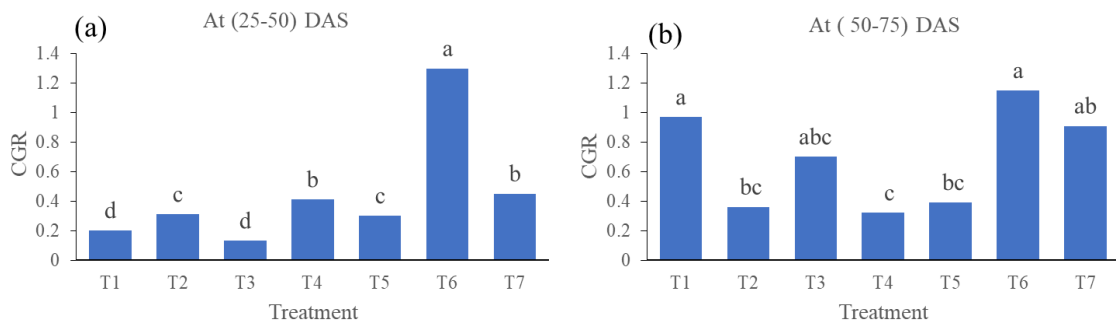 (a)
At (25-50) DAS
1.4
1.2
1
0.8
0.6
0.4
0.2
0
CGR
d
c
d
b
c
a
b
T1 T2 T3 T4 T5 T6 T7
Treatment
(b)
At ( 50-75) DAS
1.4
1.2
1
0.8
0.6
0.4
0.2
0
CGR
a
bc
abc
c
bc
a
ab
T1 T2 T3 T4 T5 T6 T7
Treatment